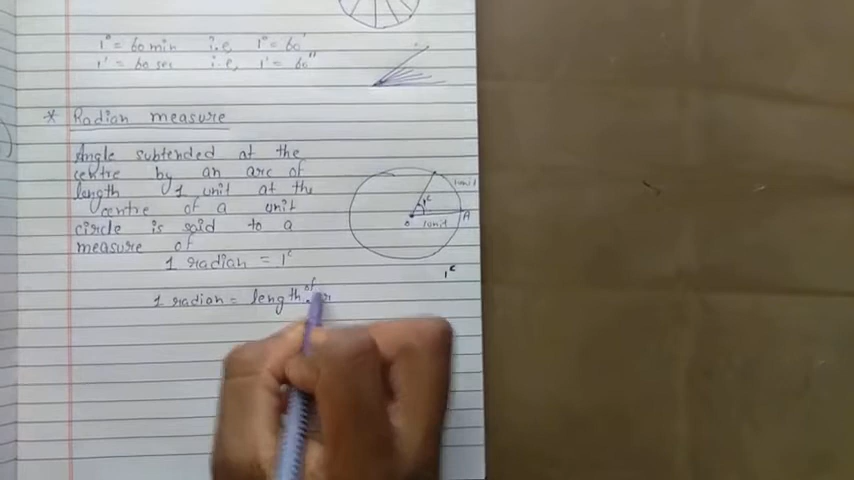 1° = 60 min i.e, 1° = 60'
1' = 60 sec i.e, 1' = 60"
* Radian measure
Angle subtended at the
centre by an arc of
length 1 unit at the
centre of a unit
circle is said to a
measure of
1 radian = 1ᶜ
1 radian = length of
1 unit
1ᶜ
O 1 unit A
1ᶜ